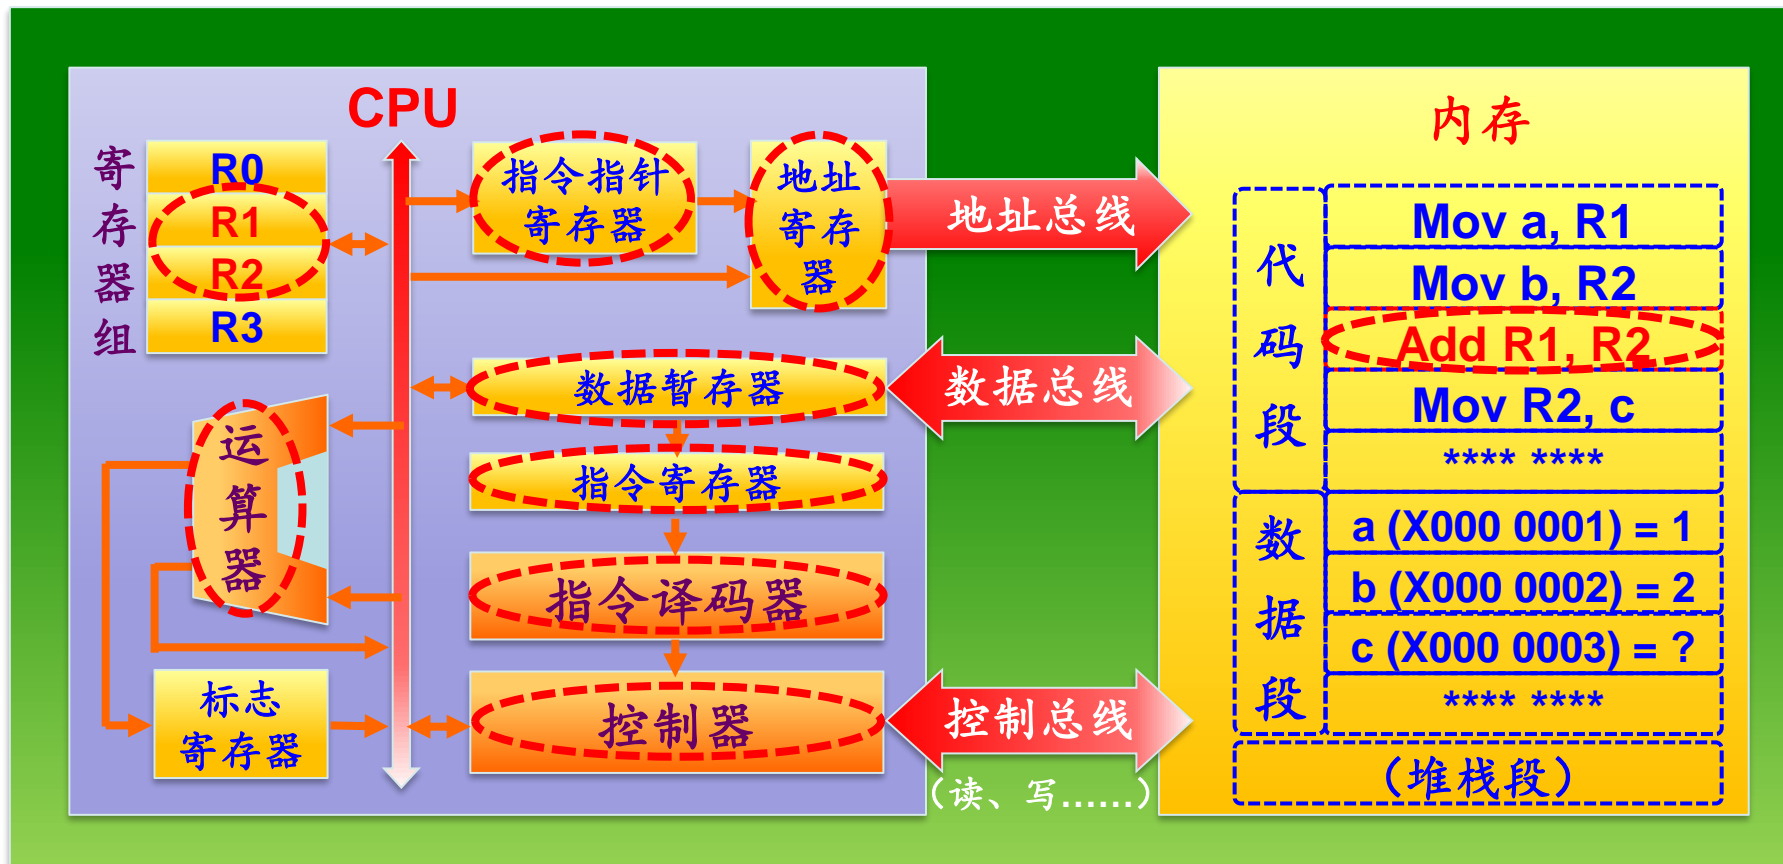 CPU
寄存器组
R0
R1
R2
R3
指令指针
寄存器
地址
寄存
器
数据暂存器
指令寄存器
指令译码器
控制器
运算器
标志
寄存器
地址总线
数据总线
控制总线
（读、写......）
内存
代码段
Mov a, R1
Mov b, R2
Add R1, R2
Mov R2, c
**** ****
数据段
a (X000 0001) = 1
b (X000 0002) = 2
c (X000 0003) = ?
**** ****
（堆栈段）